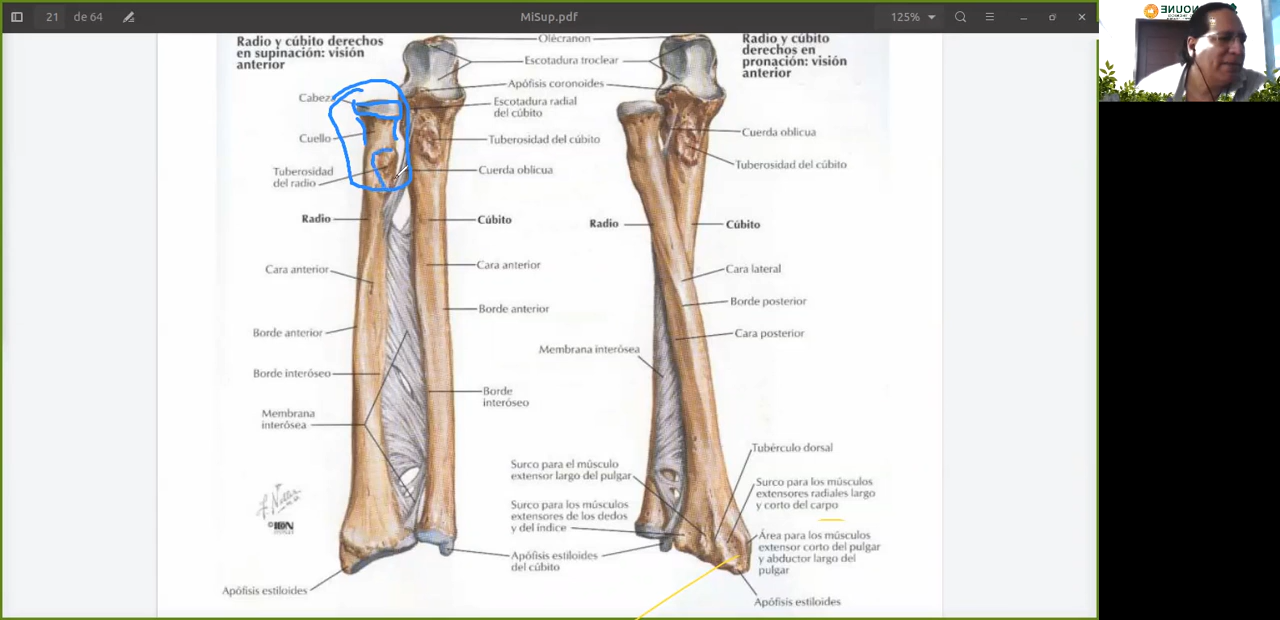 21 de 64
MiSup.pdf
125%
Radio y cúbito derechos
en supinación: visión
anterior
Olécranon
Escotadura troclear
Apófisis coronoides
Cabeza
Escotadura radial
del cúbito
Cuello
Tuberosidad del cúbito
Tuberosidad
del radio
Cuerda oblicua
Radio
Cúbito
Cara anterior
Cara anterior
Borde anterior
Borde anterior
Borde interóseo
Borde
interóseo
Membrana
interósea
Apófisis estiloides
Apófisis estiloides
del cúbito
Radio y cúbito
derechos en
pronación: visión
anterior
Cuerda oblicua
Tuberosidad del cúbito
Radio
Cúbito
Cara lateral
Borde posterior
Cara posterior
Membrana interósea
Surco para el músculo
extensor largo del pulgar
Surco para los músculos
extensores de los dedos
y del índice
Tubérculo dorsal
Surco para los músculos
extensores radiales largo
y corto del carpo
Área para los músculos
extensor corto del pulgar
y abductor largo del
pulgar
Apófisis estiloides